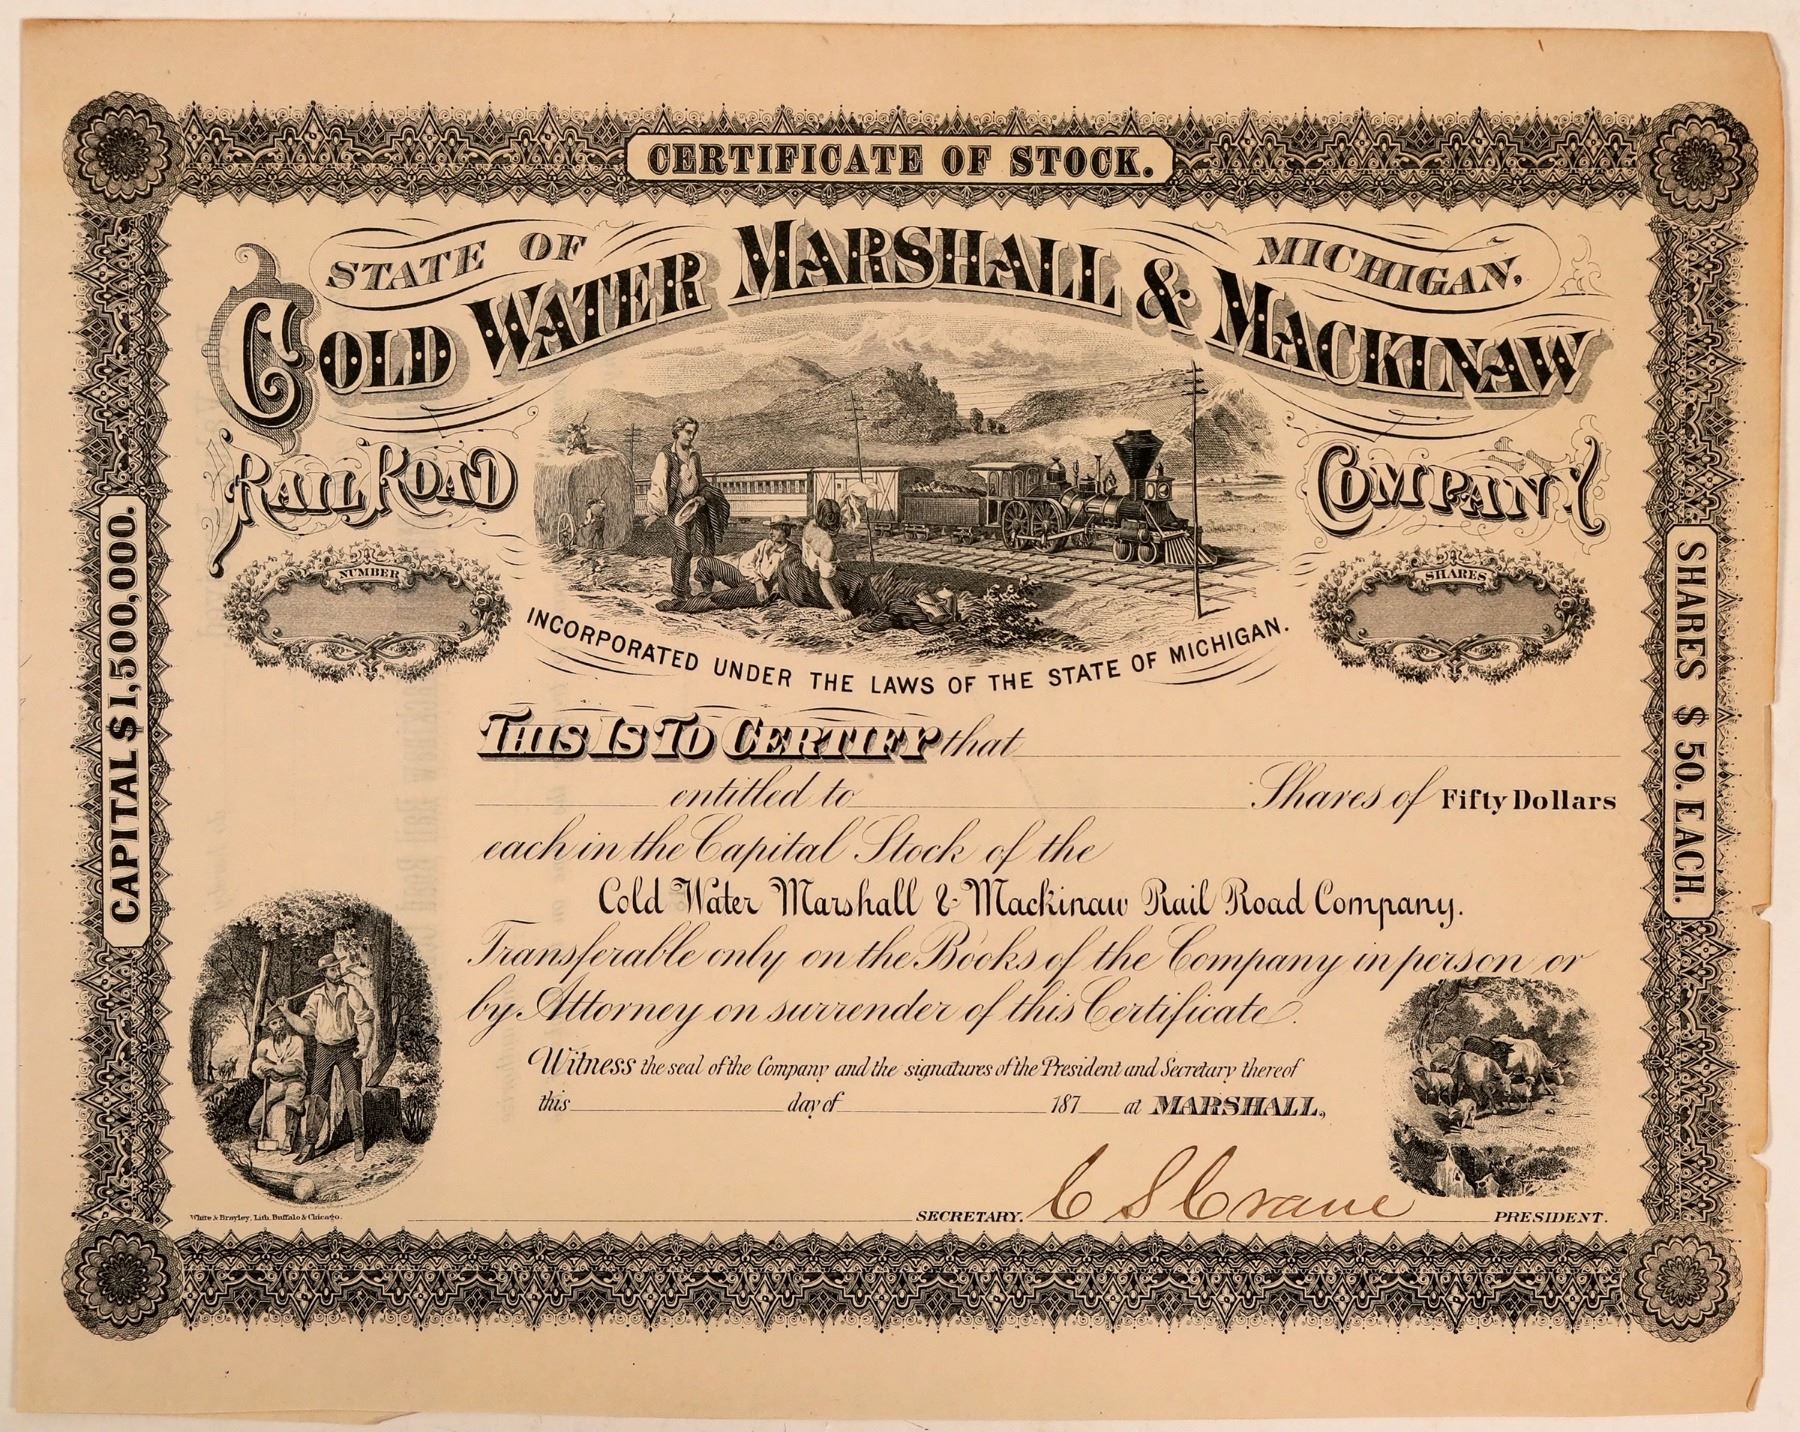 CERTIFICATE OF STOCK.
STATE OF MICHIGAN,
COLD WATER MARSHALL & MACKINAW
RAIL ROAD COMPANY
NUMBER
SHARES
INCORPORATED UNDER THE LAWS OF THE STATE OF MICHIGAN.
CAPITAL $1,500,000.
SHARES $50. EACH.
THIS IS TO CERTIFY that
entitled to Shares of Fifty Dollars
each in the Capital Stock of the
Cold Water Marshall & Mackinaw Rail Road Company.
Transferable only on the Books of the Company in person or
by Attorney on surrender of this Certificate.
Witness the seal of the Company and the signatures of the President and Secretary thereof
this day of 187 at MARSHALL,
C S Crane
SECRETARY. PRESIDENT.
White & Brayley, Lith. Buffalo & Chicago.